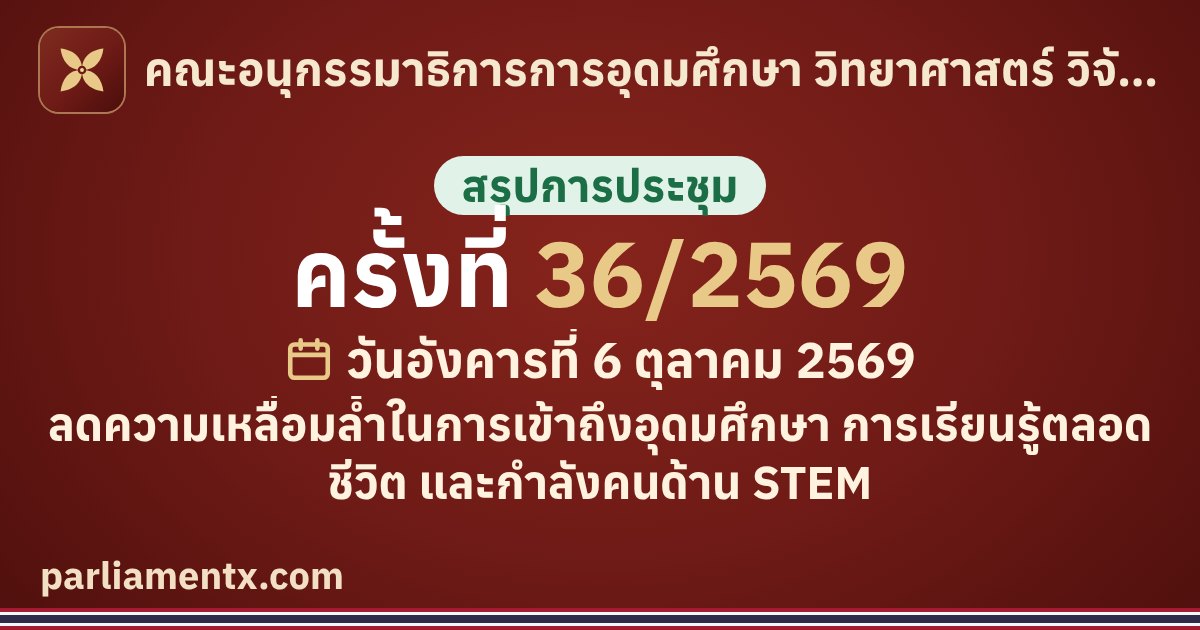 คณะอนุกรรมาธิการการอุดมศึกษา วิทยาศาสตร์ วิจั...
สรุปการประชุม
ครั้งที่ 36/2569
วันอังคารที่ 6 ตุลาคม 2569
ลดความเหลื่อมล้ำในการเข้าถึงอุดมศึกษา การเรียนรู้ตลอด
ชีวิต และกำลังคนด้าน STEM
parliamentx.com